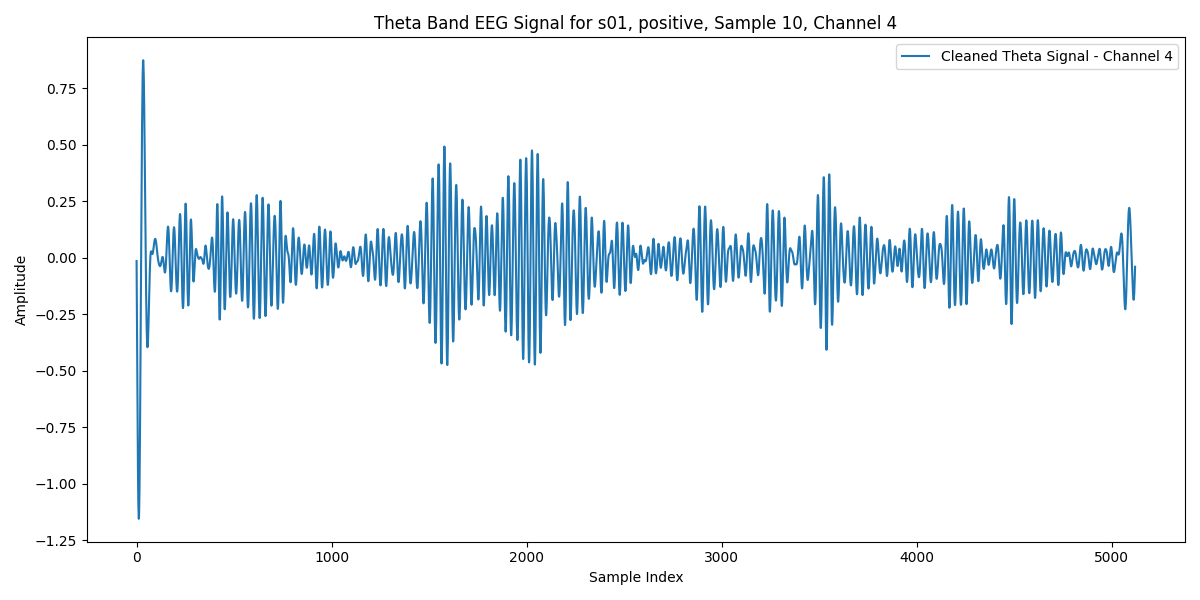 Theta Band EEG Signal for s01, positive, Sample 10, Channel 4
Cleaned Theta Signal - Channel 4
0.75
0.50
0.25
0.00
−0.25
−0.50
−0.75
−1.00
−1.25
Amplitude
0 1000 2000 3000 4000 5000
Sample Index